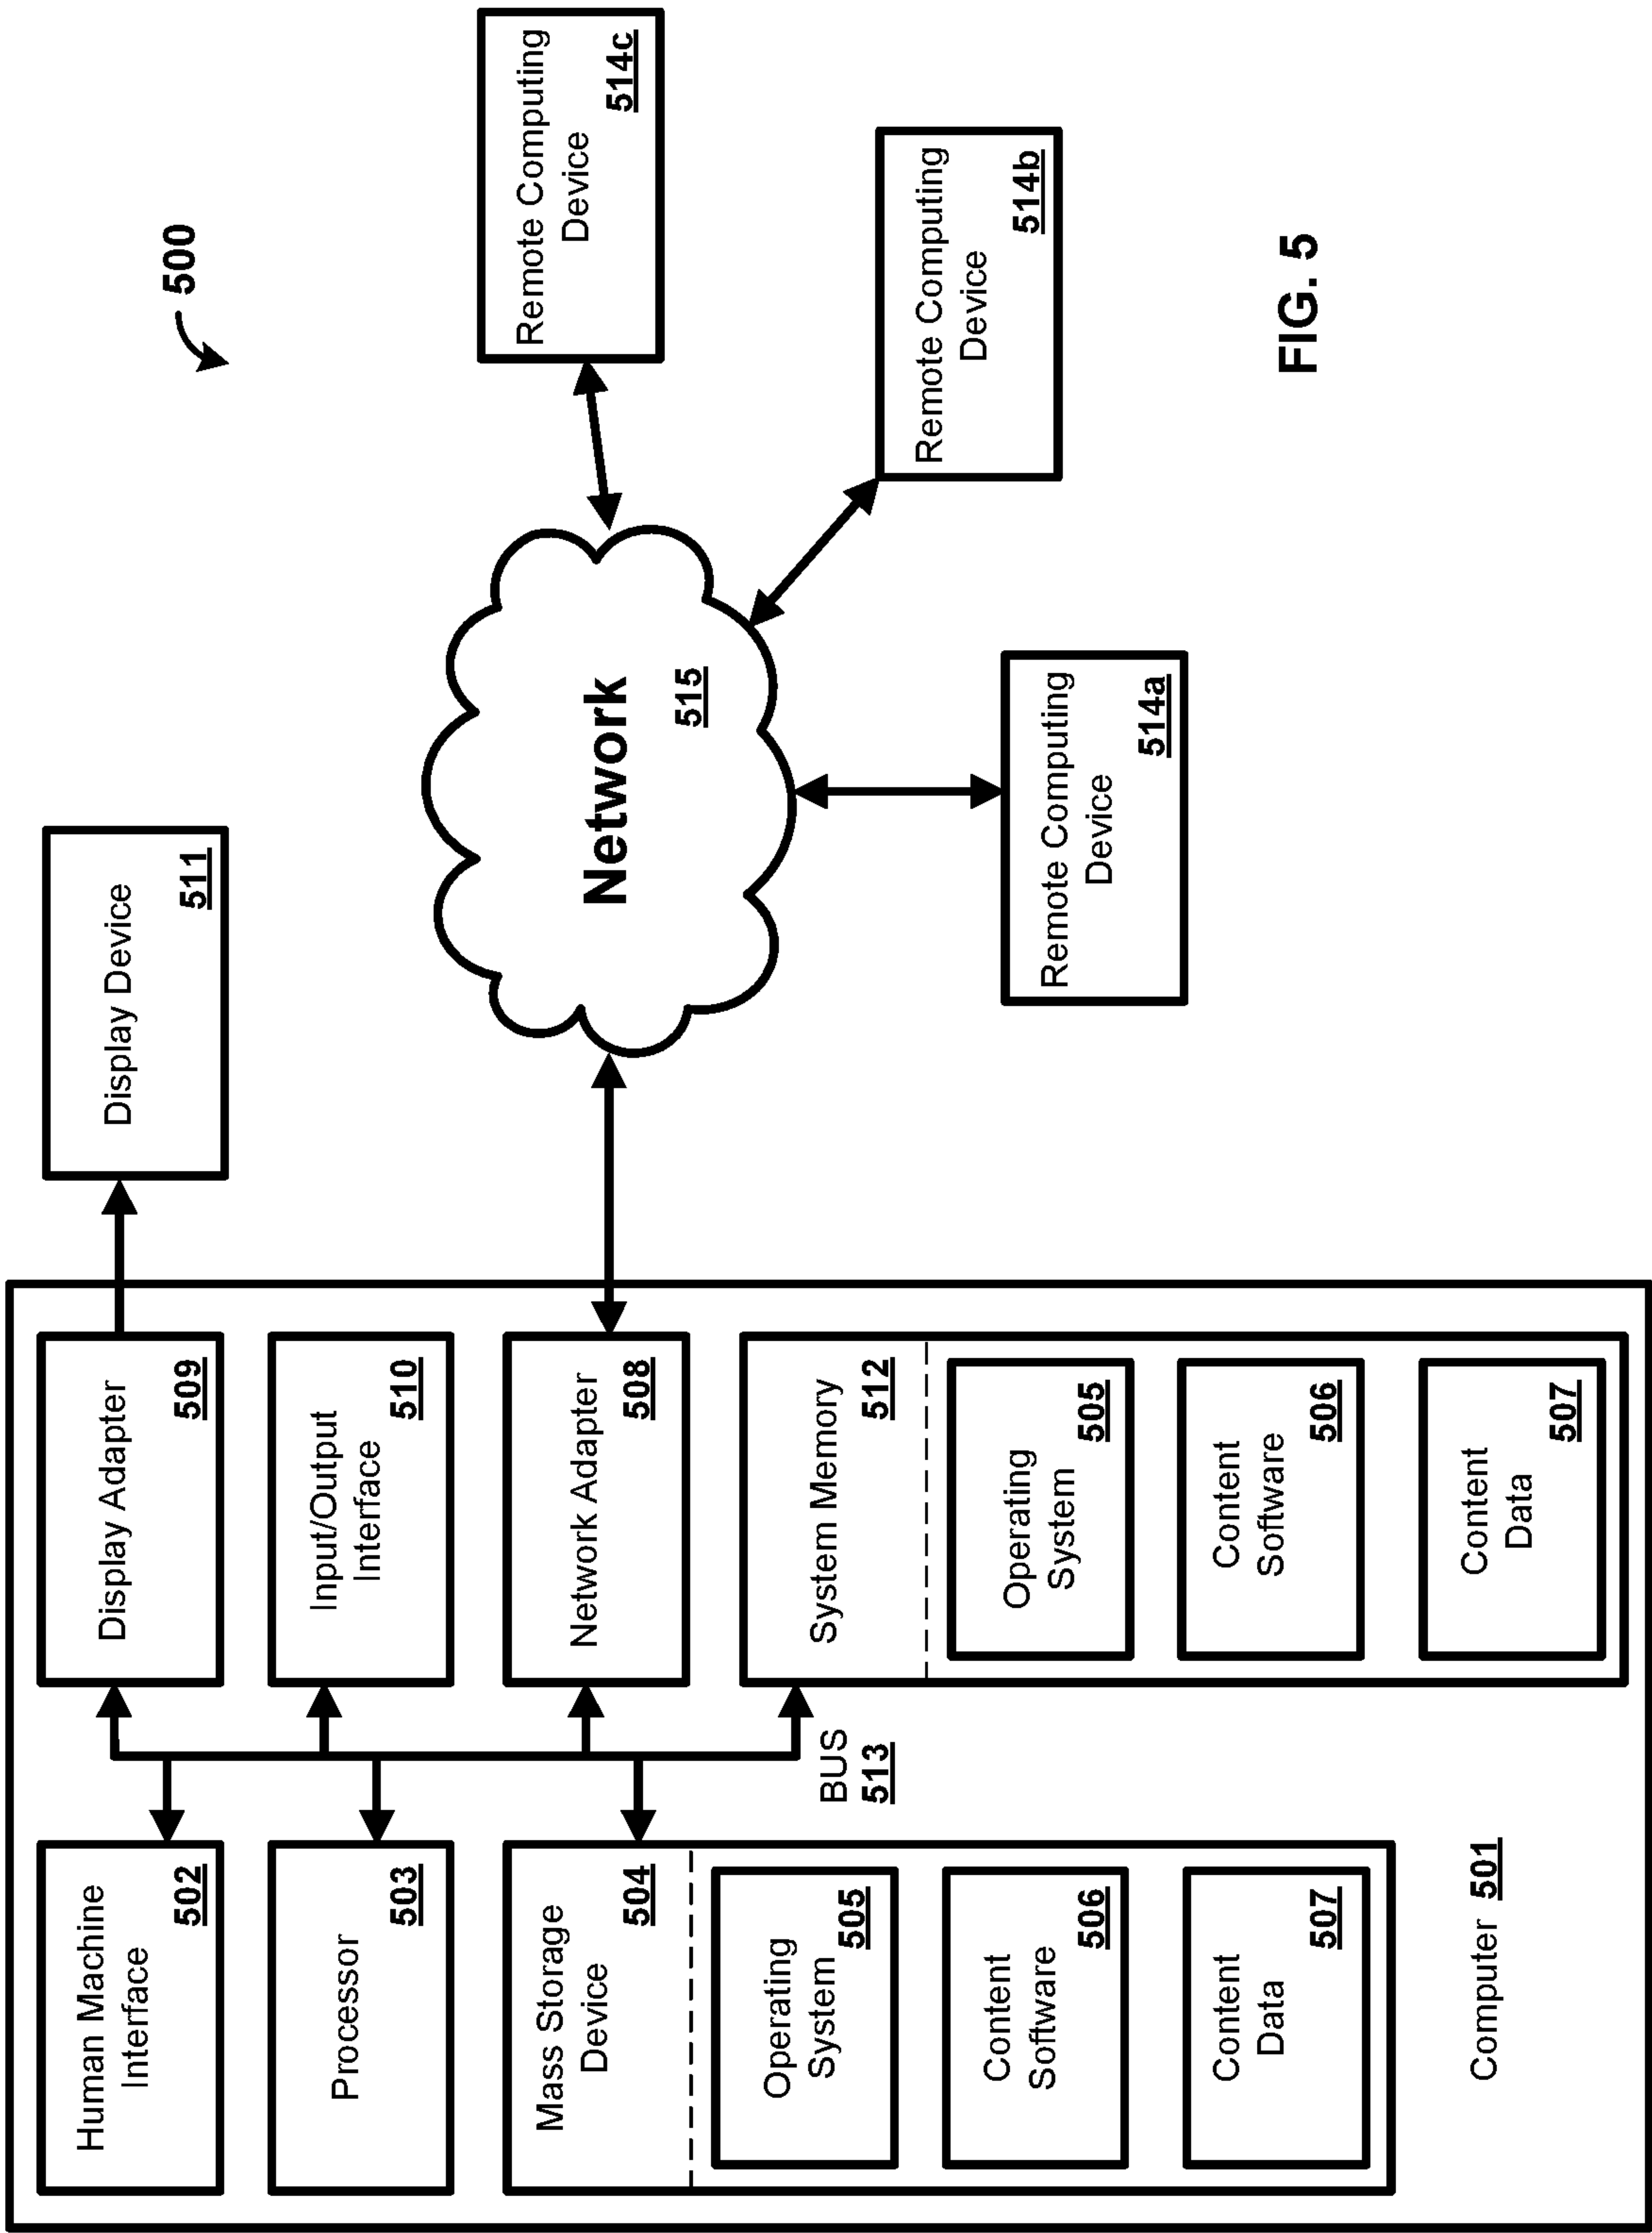 500
Human Machine
Interface
502
Processor
503
Mass Storage
Device
504
Operating
System
505
Content
Software
506
Content
Data
507
Computer 501
BUS
513
Display Adapter
509
Input/Output
Interface
510
Network Adapter
508
System Memory
512
Operating
System
505
Content
Software
506
Content
Data
507
Display Device
511
Network
515
Remote Computing
Device
514a
Remote Computing
Device
514b
Remote Computing
Device
514c
FIG. 5